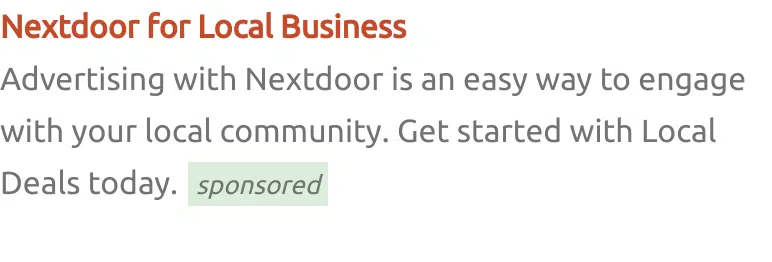 Nextdoor for Local Business
Advertising with Nextdoor is an easy way to engage
with your local community. Get started with Local
Deals today. sponsored